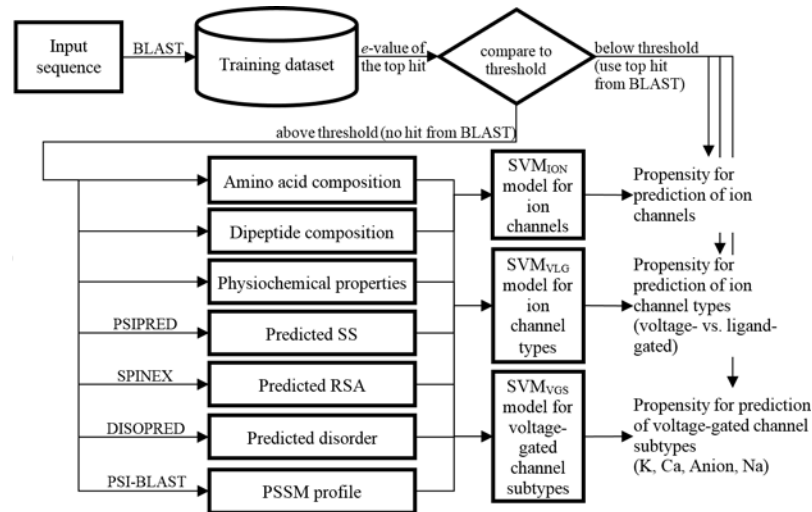 Input
sequence
BLAST
Training dataset
e-value of
the top hit
compare to
threshold
below threshold
(use top hit
from BLAST)
above threshold (no hit from BLAST)
Amino acid composition
Dipeptide composition
Physiochemical properties
PSIPRED
Predicted SS
SPINEX
Predicted RSA
DISOPRED
Predicted disorder
PSI-BLAST
PSSM profile
SVMION
model for
ion
channels
SVMVLG
model for
ion
channel
types
SVMVGS
model for
voltage-
gated
channel
subtypes
Propensity for
prediction of ion
channels
Propensity for
prediction of ion
channel types
(voltage- vs. ligand-
gated)
Propensity for prediction
of voltage-gated channel
subtypes
(K, Ca, Anion, Na)